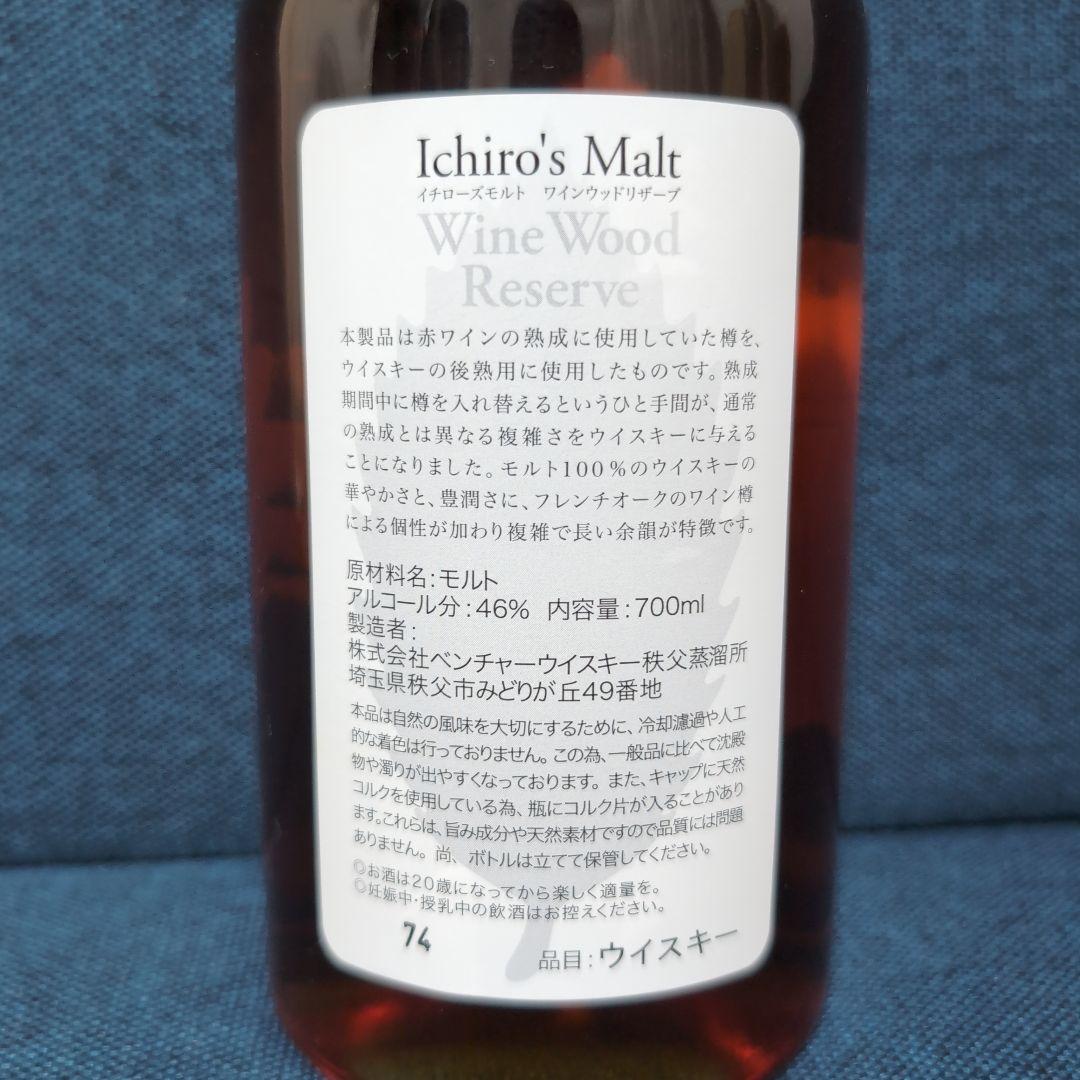 Ichiro's Malt
イチローズモルト ワインウッドリザーブ
Wine Wood
Reserve
本製品は赤ワインの熟成に使用していた樽を、
ウイスキーの後熟用に使用したものです。熟成
期間中に樽を入れ替えるというひと手間が、通常
の熟成とは異なる複雑さをウイスキーに与える
ことになりました。モルト100%のウイスキーの
華やかさと、豊潤さに、フレンチオークのワイン樽
による個性が加わり複雑で長い余韻が特徴です。
原材料名:モルト
アルコール分:46% 内容量:700ml
製造者:
株式会社ベンチャーウイスキー秩父蒸溜所
埼玉県秩父市みどりが丘49番地
本品は自然の風味を大切にするために、冷却濾過や人工
的な着色は行っておりません。この為、一般品に比べて沈殿
物や濁りが出やすくなっております。また、キャップに天然
コルクを使用している為、瓶にコルク片が入ることがあり
ます。これらは、旨み成分や天然素材ですので品質には問題
ありません。尚、ボトルは立てて保管してください。
◎お酒は20歳になってから楽しく適量を。
◎妊娠中・授乳中の飲酒はお控えください。
74
品目:ウイスキー